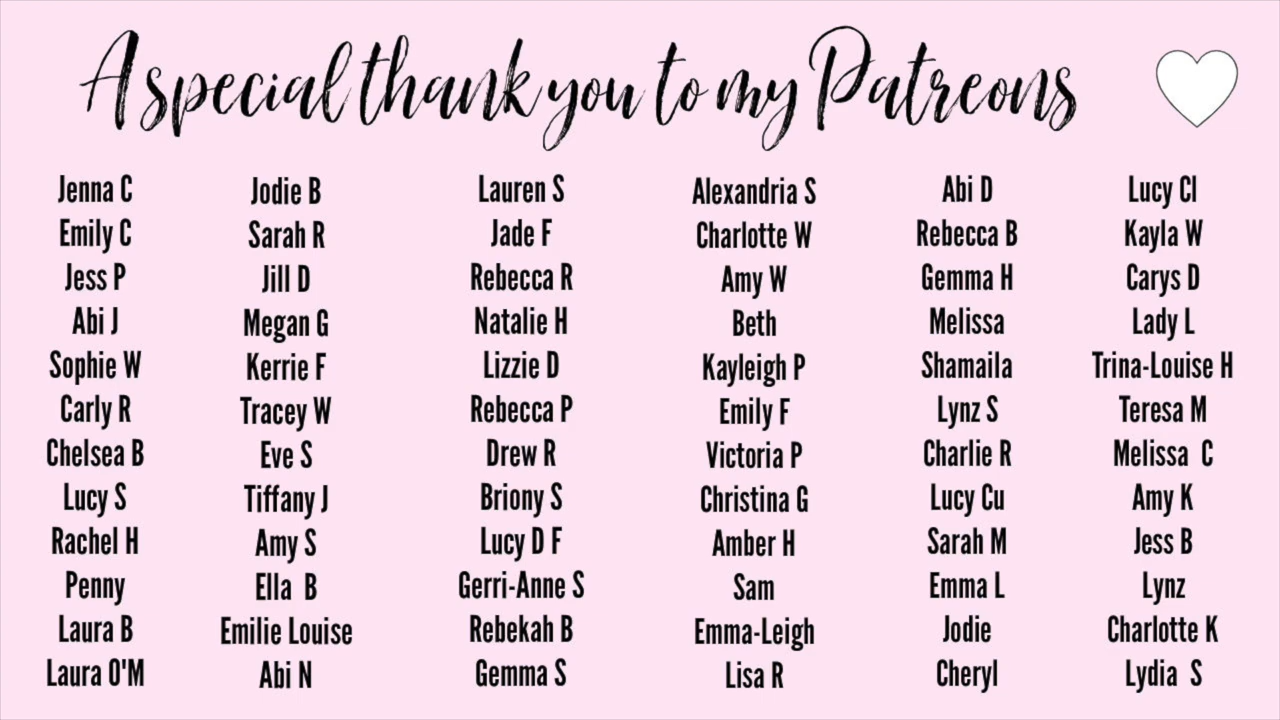 A special thank you to my Patreons
Jenna C
Emily C
Jess P
Abi J
Sophie W
Carly R
Chelsea B
Lucy S
Rachel H
Penny
Laura B
Laura O'M
Jodie B
Sarah R
Jill D
Megan G
Kerrie F
Tracey W
Eve S
Tiffany J
Amy S
Ella B
Emilie Louise
Abi N
Lauren S
Jade F
Rebecca R
Natalie H
Lizzie D
Rebecca P
Drew R
Briony S
Lucy D F
Gerri-Anne S
Rebekah B
Gemma S
Alexandria S
Charlotte W
Amy W
Beth
Kayleigh P
Emily F
Victoria P
Christina G
Amber H
Sam
Emma-Leigh
Lisa R
Abi D
Rebecca B
Gemma H
Melissa
Shamaila
Lynz S
Charlie R
Lucy Cu
Sarah M
Emma L
Jodie
Cheryl
Lucy Cl
Kayla W
Carys D
Lady L
Trina-Louise H
Teresa M
Melissa C
Amy K
Jess B
Lynz
Charlotte K
Lydia S